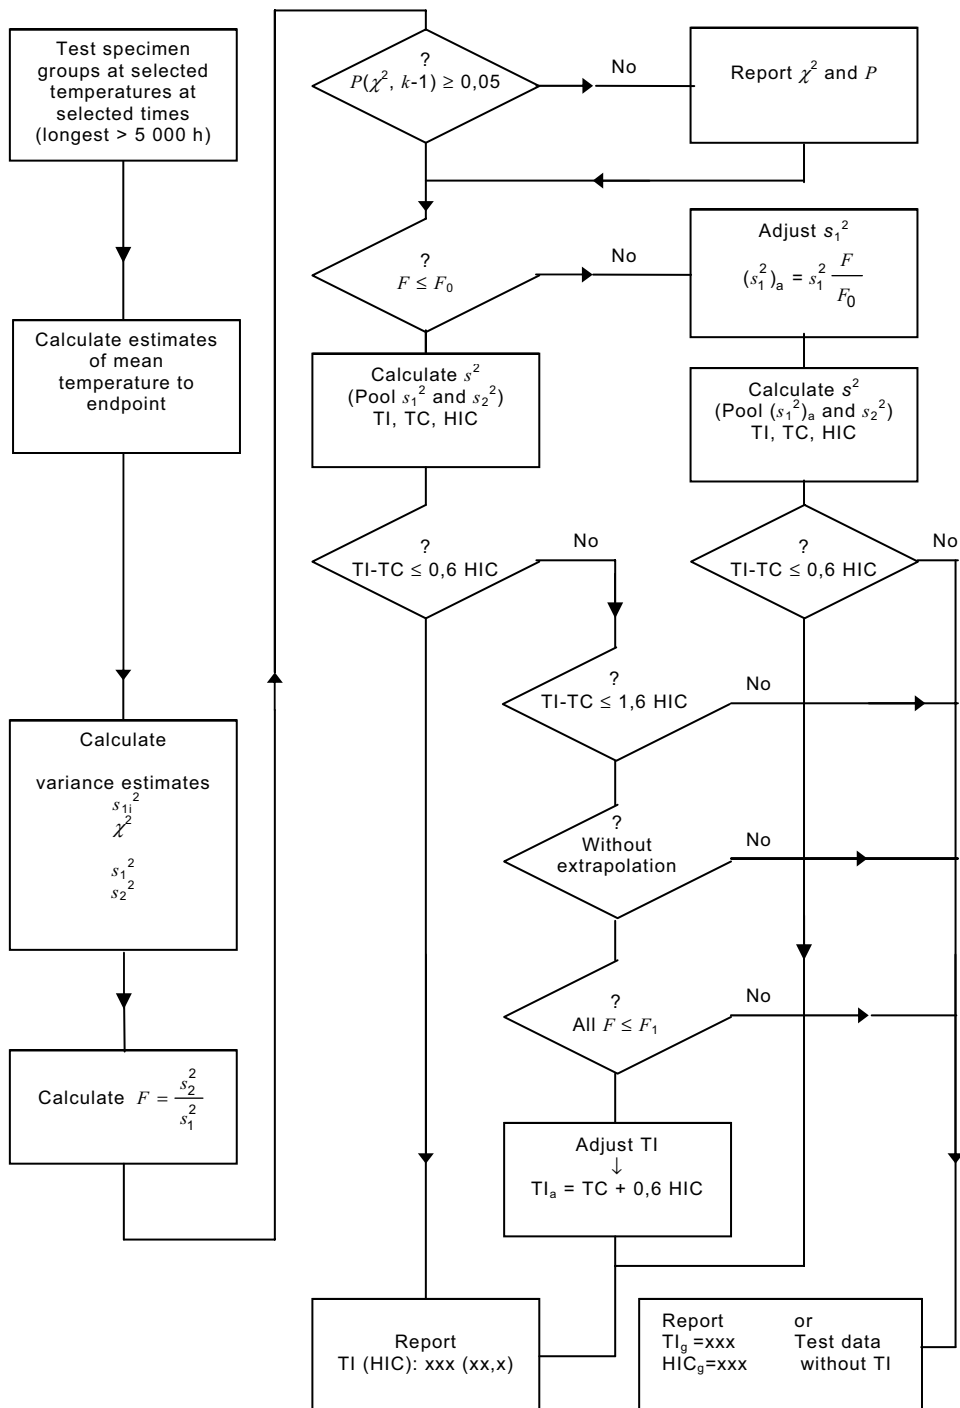 Test specimen
groups at selected
temperatures at
selected times
(longest > 5 000 h)
Calculate estimates
of mean
temperature to
endpoint
Calculate
variance estimates
s₁ᵢ²
χ²
s₁²
s₂²
Calculate F = s₂² / s₁²
?
P(χ², k-1) ≥ 0,05
No
Report χ² and P
?
F ≤ F₀
No
Adjust s₁²
(s₁²)ₐ = s₁² F / F₀
Calculate s²
(Pool s₁² and s₂²)
TI, TC, HIC
Calculate s²
(Pool (s₁²)ₐ and s₂²)
TI, TC, HIC
?
TI-TC ≤ 0,6 HIC
No
?
TI-TC ≤ 0,6 HIC
No
?
TI-TC ≤ 1,6 HIC
No
?
Without
extrapolation
No
?
All F ≤ F₁
No
Adjust TI
↓
TIₐ = TC + 0,6 HIC
Report
TI (HIC): xxx (xx,x)
Report or
TI_g =xxx Test data
HIC_g=xxx without TI